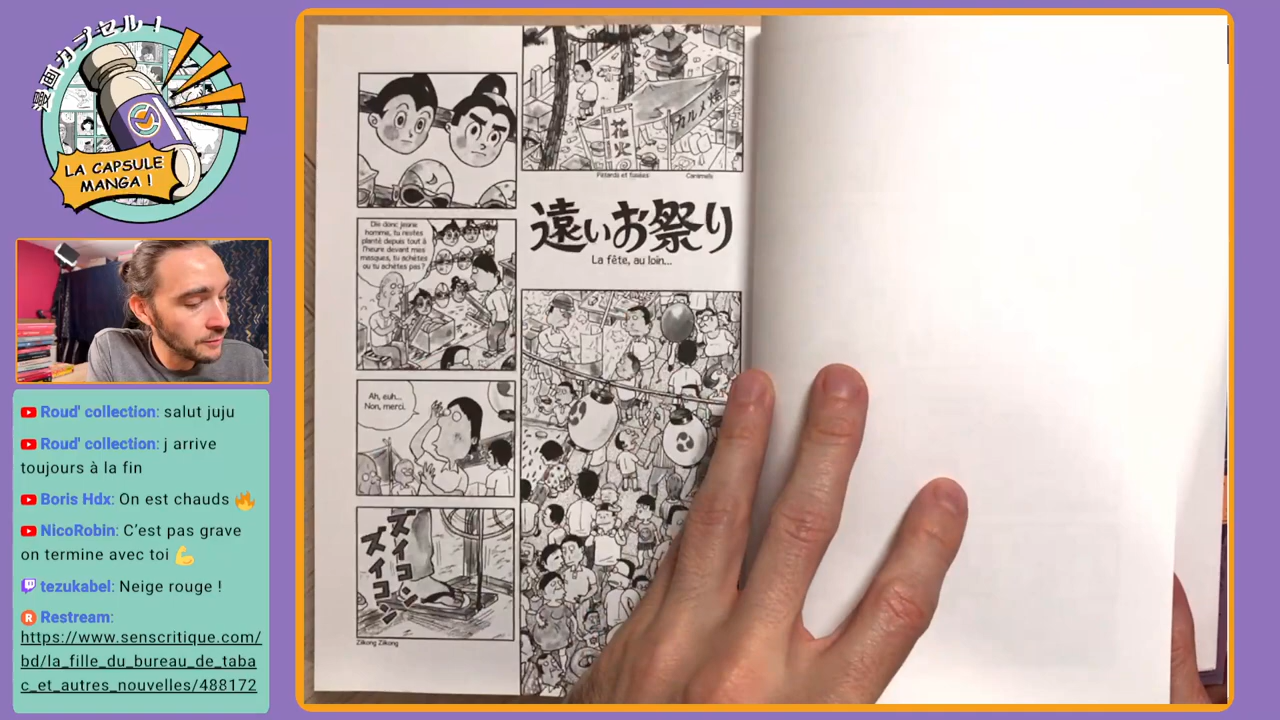 漫画カプセル!
LA CAPSULE
MANGA !
Roud' collection: salut juju
Roud' collection: j arrive
toujours à la fin
Boris Hdx: On est chauds 🔥
NicoRobin: C’est pas grave
on termine avec toi 💪
tezukabel: Neige rouge !
Restream:
https://www.senscritique.com/
bd/la_fille_du_bureau_de_taba
c_et_autres_nouvelles/488172
Dis donc jeune
homme, tu restes
planté depuis tout à
l'heure devant mes
masques, tu achètes
ou tu achètes pas ?
Ah, euh...
Non, merci.
ズイコン
ズイコン
Zikong Zikong
花火
カルメ焼
Pétards et fusées
Caramels
遠いお祭り
La fête, au loin...